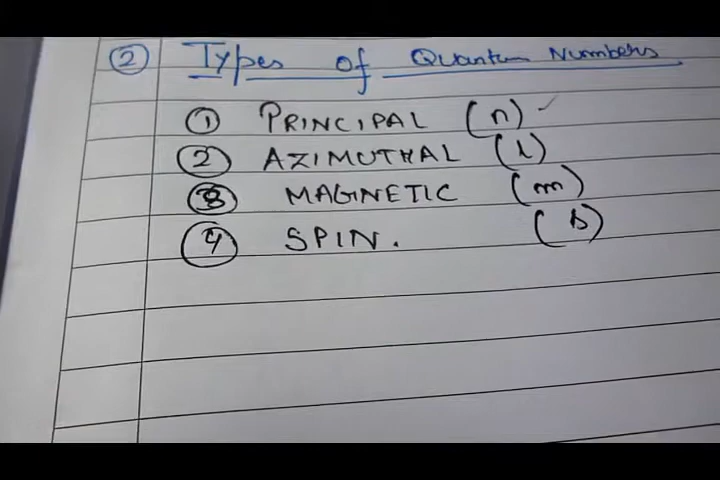 ② Types of Quantum Numbers
① PRINCIPAL (n) ✓
② AZIMUTHAL (l)
③ MAGNETIC (m)
④ SPIN. (s)